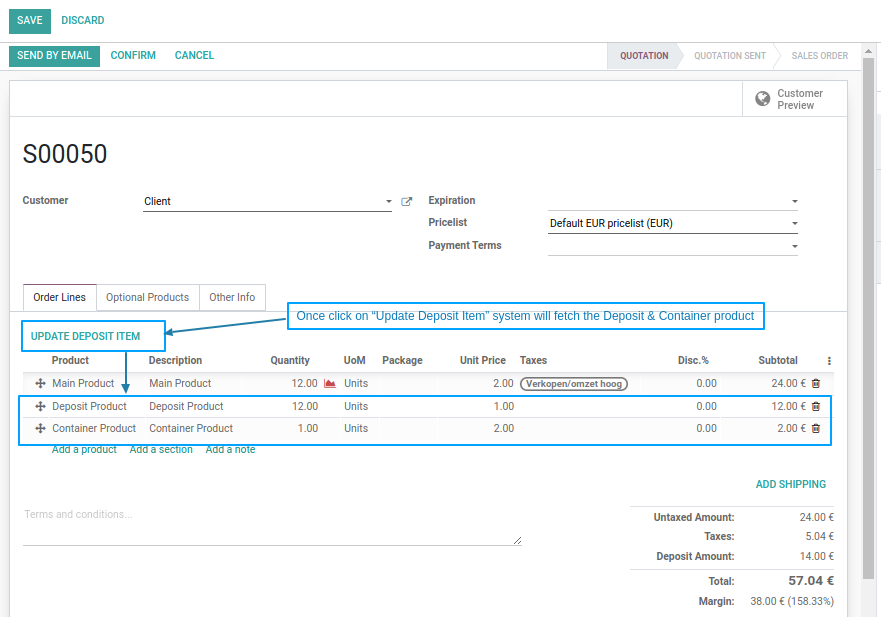 SAVE DISCARD
SEND BY EMAIL CONFIRM CANCEL QUOTATION QUOTATION SENT SALES ORDER
Customer
Preview
S00050
Customer Client Expiration
Pricelist Default EUR pricelist (EUR)
Payment Terms
Order Lines Optional Products Other Info
Once click on “Update Deposit Item” system will fetch the Deposit & Container product
UPDATE DEPOSIT ITEM
Product Description Quantity UoM Package Unit Price Taxes Disc.% Subtotal
Main Product Main Product 12.00 Units 2.00 Verkopen/omzet hoog 0.00 24.00 €
Deposit Product Deposit Product 12.00 Units 1.00 0.00 12.00 €
Container Product Container Product 1.00 Units 2.00 0.00 2.00 €
Add a product Add a section Add a note
ADD SHIPPING
Terms and conditions...
Untaxed Amount: 24.00 €
Taxes: 5.04 €
Deposit Amount: 14.00 €
Total: 57.04 €
Margin: 38.00 € (158.33%)